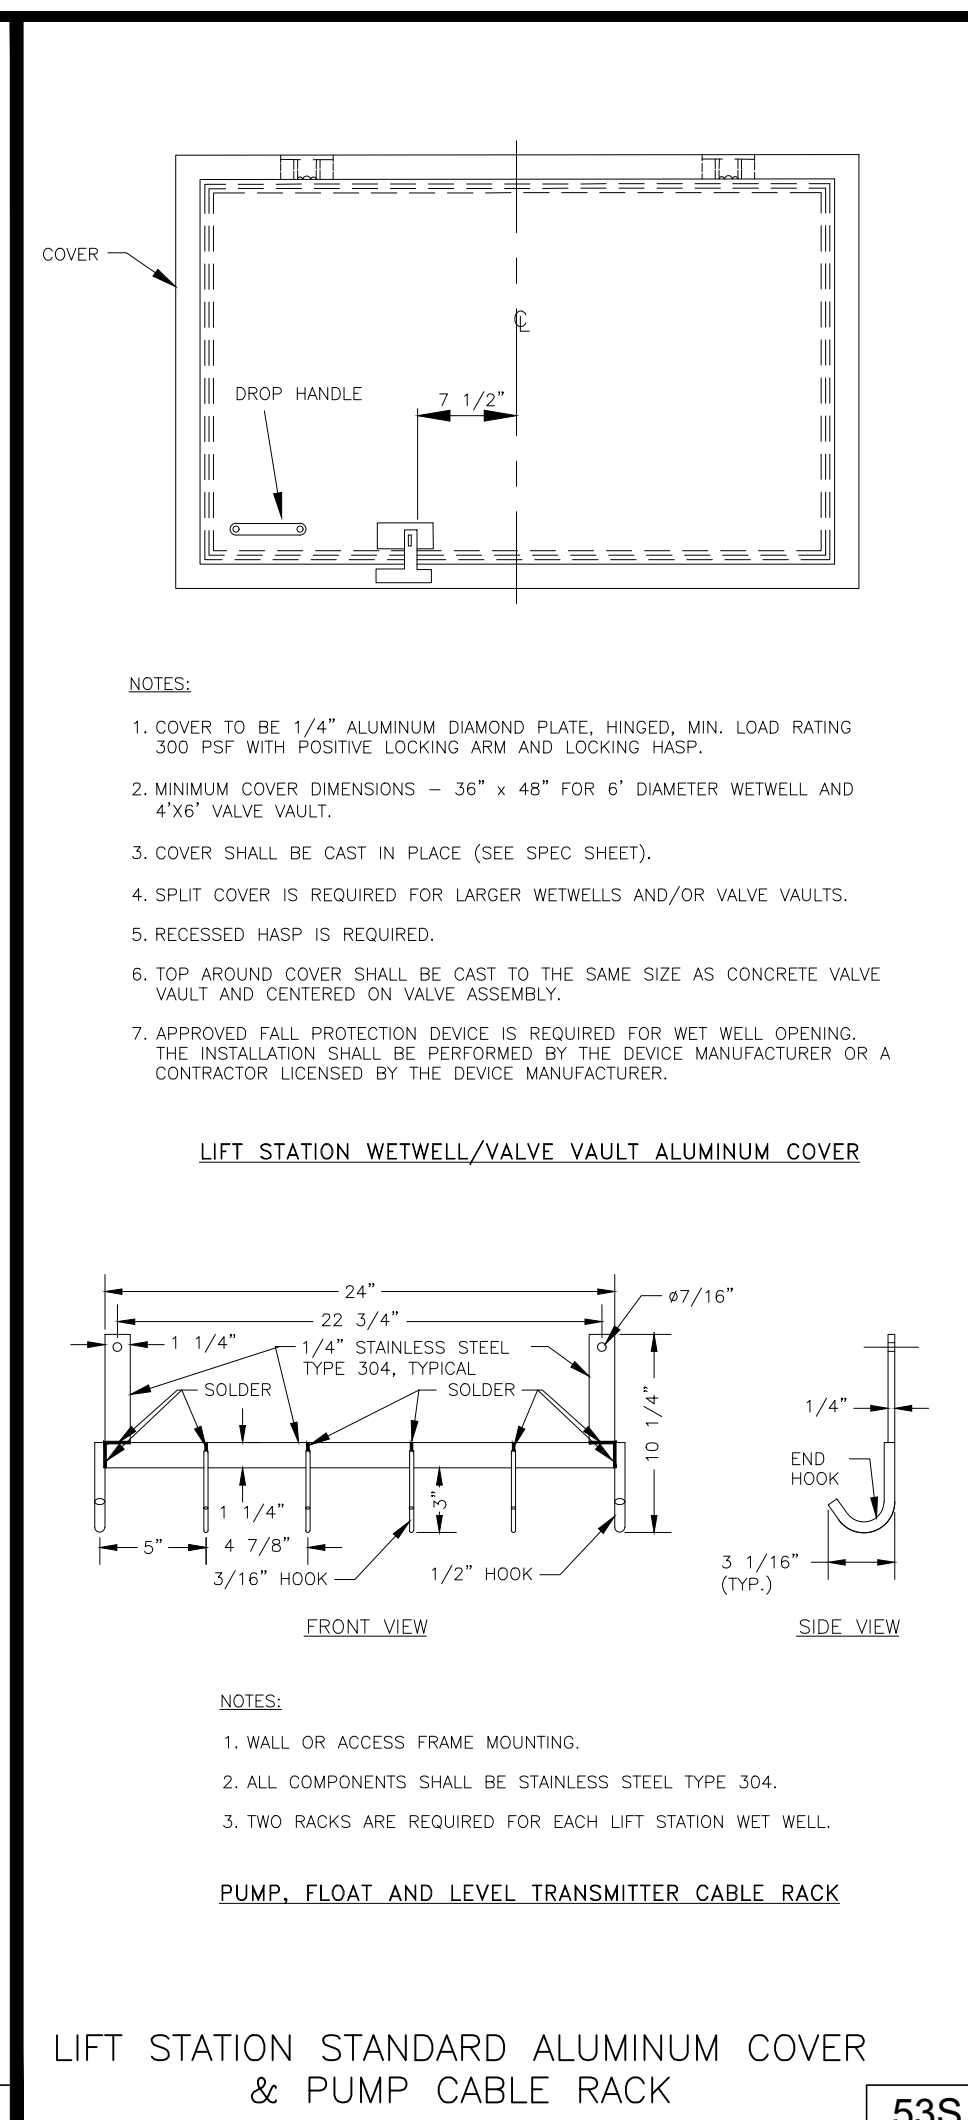 COVER
℄
DROP HANDLE
7 1/2"
NOTES:
1. COVER TO BE 1/4" ALUMINUM DIAMOND PLATE, HINGED, MIN. LOAD RATING
300 PSF WITH POSITIVE LOCKING ARM AND LOCKING HASP.
2. MINIMUM COVER DIMENSIONS – 36" x 48" FOR 6' DIAMETER WETWELL AND
4'X6' VALVE VAULT.
3. COVER SHALL BE CAST IN PLACE (SEE SPEC SHEET).
4. SPLIT COVER IS REQUIRED FOR LARGER WETWELLS AND/OR VALVE VAULTS.
5. RECESSED HASP IS REQUIRED.
6. TOP AROUND COVER SHALL BE CAST TO THE SAME SIZE AS CONCRETE VALVE
VAULT AND CENTERED ON VALVE ASSEMBLY.
7. APPROVED FALL PROTECTION DEVICE IS REQUIRED FOR WET WELL OPENING.
THE INSTALLATION SHALL BE PERFORMED BY THE DEVICE MANUFACTURER OR A
CONTRACTOR LICENSED BY THE DEVICE MANUFACTURER.
LIFT STATION WETWELL/VALVE VAULT ALUMINUM COVER
24"
ø7/16"
22 3/4"
1 1/4"
1/4" STAINLESS STEEL
TYPE 304, TYPICAL
SOLDER
SOLDER
10 1/4"
1/4"
END
HOOK
1 1/4"
3"
5"
4 7/8"
3/16" HOOK
1/2" HOOK
3 1/16"
(TYP.)
FRONT VIEW
SIDE VIEW
NOTES:
1. WALL OR ACCESS FRAME MOUNTING.
2. ALL COMPONENTS SHALL BE STAINLESS STEEL TYPE 304.
3. TWO RACKS ARE REQUIRED FOR EACH LIFT STATION WET WELL.
PUMP, FLOAT AND LEVEL TRANSMITTER CABLE RACK
LIFT STATION STANDARD ALUMINUM COVER
& PUMP CABLE RACK
53S